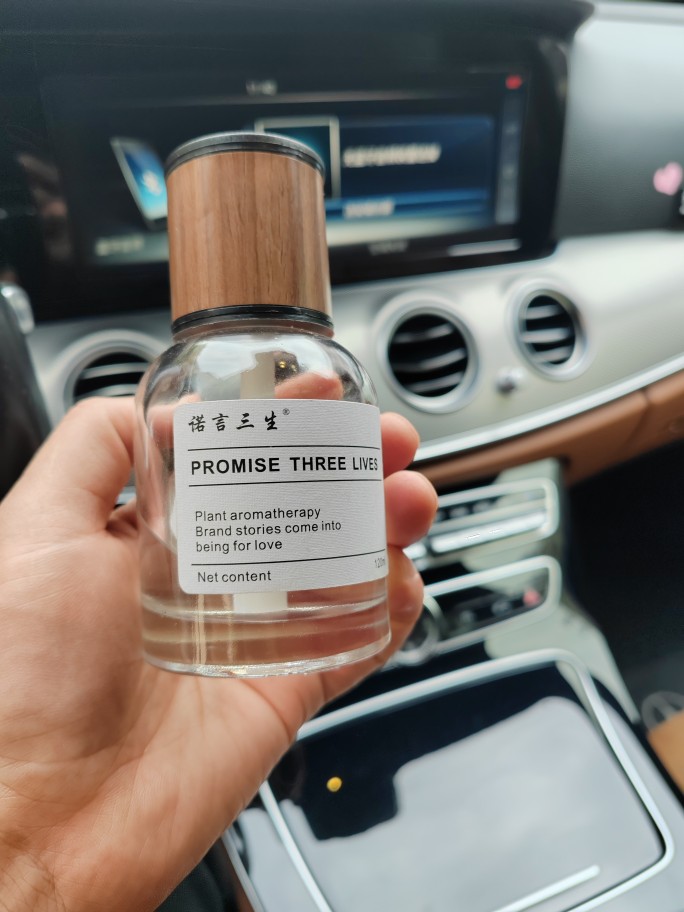 诺言三生®
PROMISE THREE LIVES
Plant aromatherapy
Brand stories come into
being for love
Net content